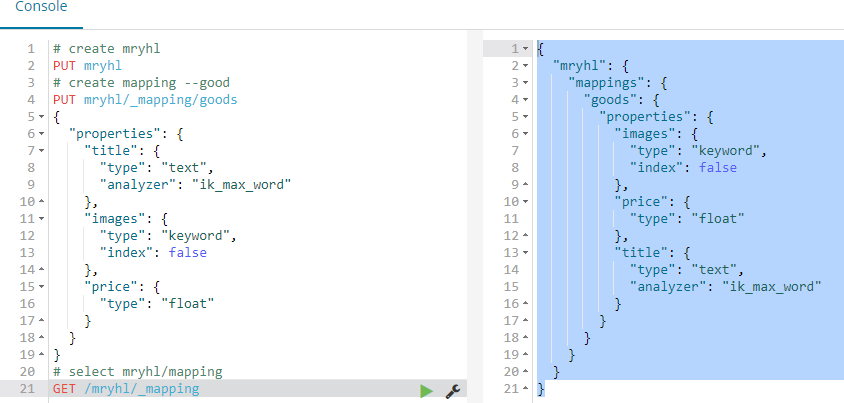 Console
1 # create mryhl
2 PUT mryhl
3 # create mapping --good
4 PUT mryhl/_mapping/goods
5 {
6   "properties": {
7     "title": {
8       "type": "text",
9       "analyzer": "ik_max_word"
10     },
11     "images": {
12       "type": "keyword",
13       "index": false
14     },
15     "price": {
16       "type": "float"
17     }
18   }
19 }
20 # select mryhl/mapping
21 GET /mryhl/_mapping
1 {
2   "mryhl": {
3     "mappings": {
4       "goods": {
5         "properties": {
6           "images": {
7             "type": "keyword",
8             "index": false
9           },
10           "price": {
11             "type": "float"
12           },
13           "title": {
14             "type": "text",
15             "analyzer": "ik_max_word"
16           }
17         }
18       }
19     }
20   }
21 }